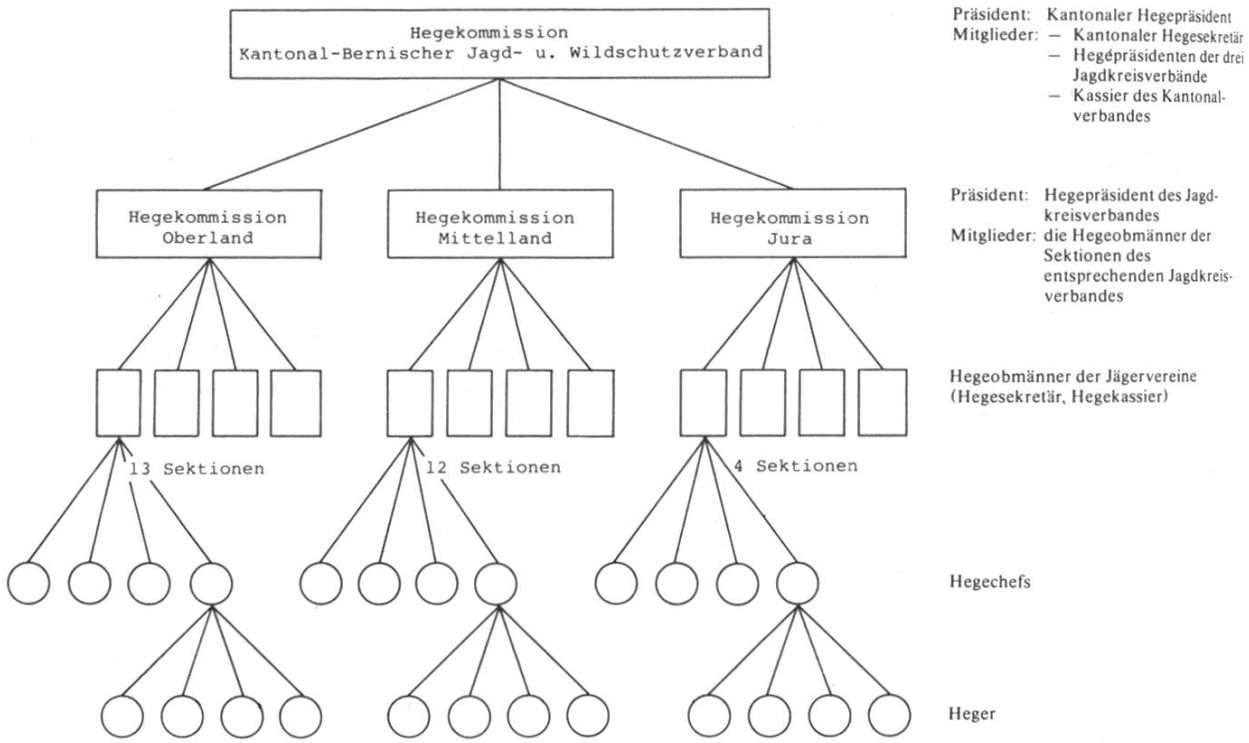 Hegekommission
Kantonal-Bernischer Jagd- u. Wildschutzverband
Präsident: Kantonaler Hegepräsident
Mitglieder: — Kantonaler Hegesekretär
— Hegepräsidenten der drei
Jagdkreisverbände
— Kassier des Kantonal-
verbandes
Hegekommission
Oberland
Hegekommission
Mittelland
Hegekommission
Jura
Präsident: Hegepräsident des Jagd-
kreisverbandes
Mitglieder: die Hegeobmänner der
Sektionen des
entsprechenden Jagdkreis-
verbandes
Hegeobmänner der Jägervereine
(Hegesekretär, Hegekassier)
13 Sektionen
12 Sektionen
4 Sektionen
Hegechefs
Heger